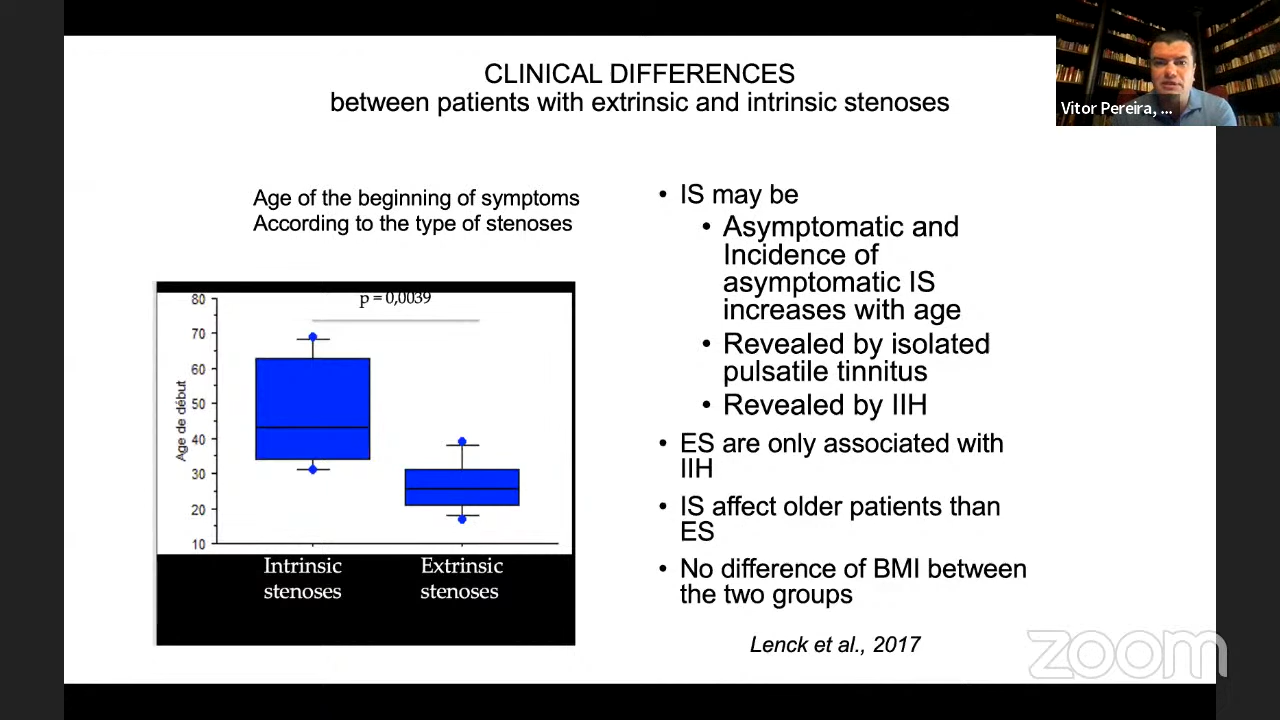 CLINICAL DIFFERENCES
between patients with extrinsic and intrinsic stenoses
Vitor Pereira, ...
Age of the beginning of symptoms
According to the type of stenoses
p = 0,0039
80
70
60
50
40
30
20
10
Age de début
Intrinsic
stenoses
Extrinsic
stenoses
• IS may be
• Asymptomatic and
Incidence of
asymptomatic IS
increases with age
• Revealed by isolated
pulsatile tinnitus
• Revealed by IIH
• ES are only associated with
IIH
• IS affect older patients than
ES
• No difference of BMI between
the two groups
Lenck et al., 2017
zoom